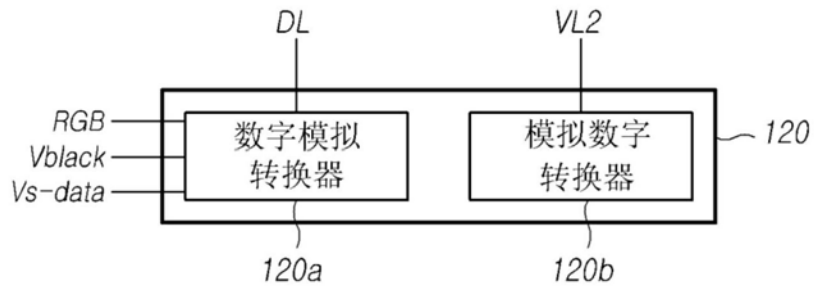 DL
VL2
RGB
Vblack
Vs-data
数字模拟
转换器
模拟数字
转换器
120
120a
120b